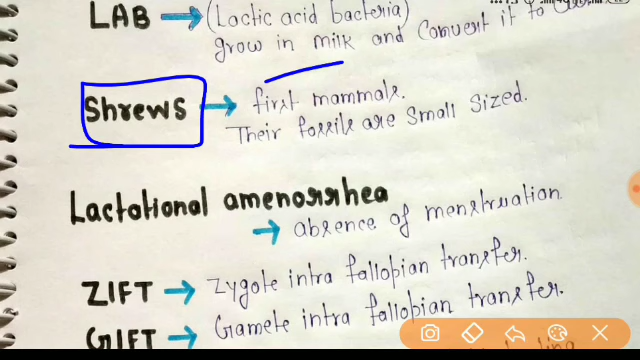 LAB → (Lactic acid bacteria)
grow in milk and convert it to
Shrews → first mammals.
Their fossils are small sized.
Lactational amenorrhea
→ absence of menstruation
ZIFT → Zygote intra fallopian transfer.
GIFT → Gamete intra fallopian transfer.